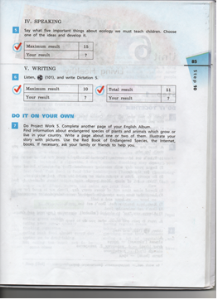 IV. SPEAKING
1 Say what five important things about ecology we must teach children. Choose
one of the ideas and develop it.
Maximum result
Your result ?
V. WRITING
1 Listen, (101), and write Dictation 5.
Maximum result
Your result ?
Total result
Your result ?
DO IT ON YOUR OWN
Do Project Work 5. Complete another page of your English Album.
Find information about endangered species of plants and animals which grow or
live in your country. Write a page about one or two of them. Illustrate your
story with pictures. Use the Red Book of Endangered Species, the Internet,
books, if necessary, ask your family or friends to help you.
Step 10